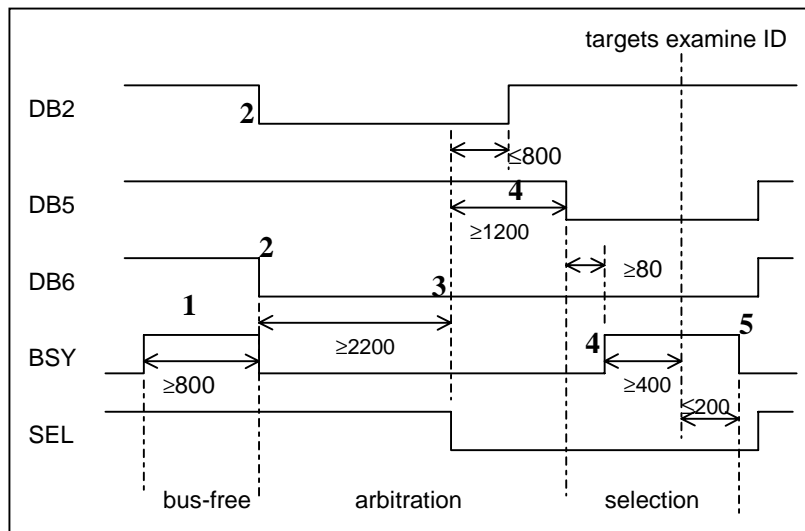 targets examine ID
DB2
2
≤800
DB5
4
≥1200
2
DB6
≥80
3
1
BSY
≥2200
4
5
≥800
≥400
≤200
SEL
bus-free
arbitration
selection